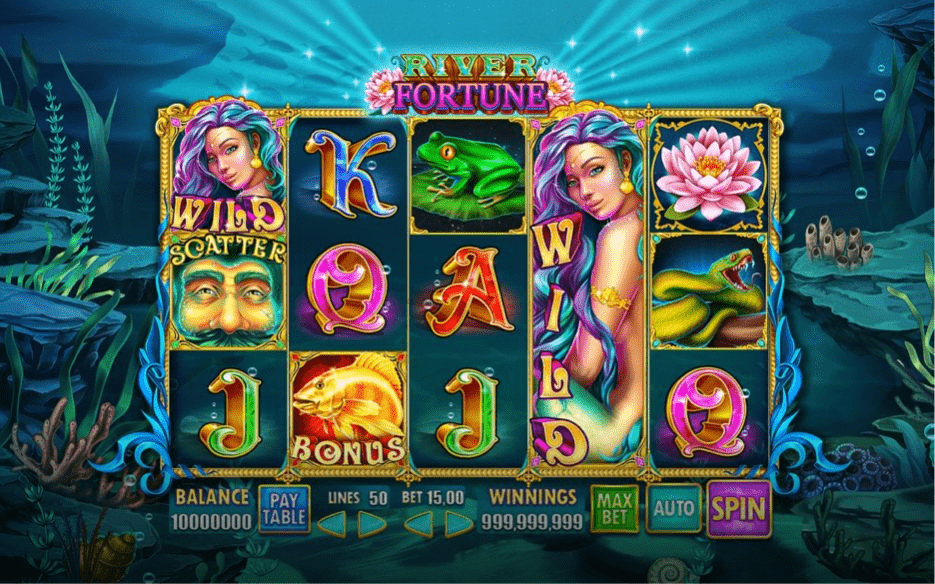 RIVER
FORTUNE
WILD
K
SCATTER
Q
A
WILD
J
BONUS
J
Q
BALANCE
10000000
PAY
TABLE
LINES 50
BET 15,00
WINNINGS
999,999,999
MAX
BET
AUTO
SPIN